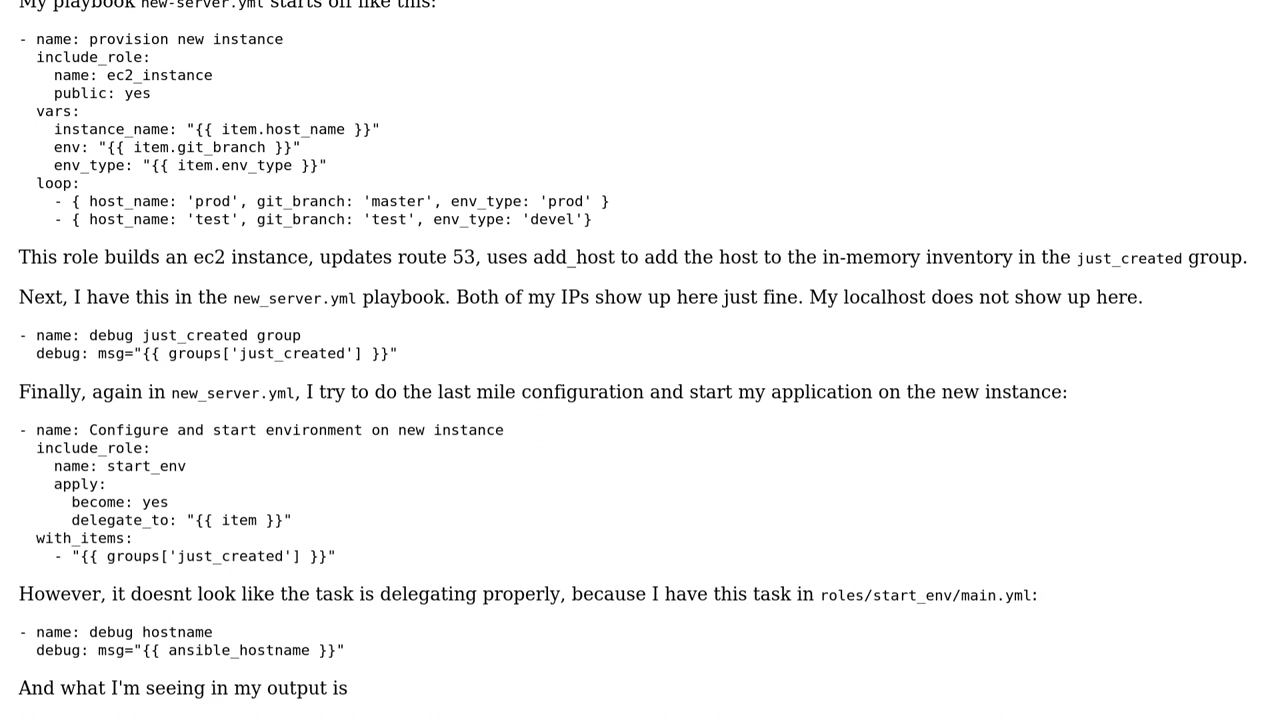 My playbook new-server.yml starts off like this:
- name: provision new instance
  include_role:
    name: ec2_instance
    public: yes
  vars:
    instance_name: "{{ item.host_name }}"
    env: "{{ item.git_branch }}"
    env_type: "{{ item.env_type }}"
  loop:
    - { host_name: 'prod', git_branch: 'master', env_type: 'prod' }
    - { host_name: 'test', git_branch: 'test', env_type: 'devel'}
This role builds an ec2 instance, updates route 53, uses add_host to add the host to the in-memory inventory in the just_created group.
Next, I have this in the new_server.yml playbook. Both of my IPs show up here just fine. My localhost does not show up here.
- name: debug just_created group
  debug: msg="{{ groups['just_created'] }}"
Finally, again in new_server.yml, I try to do the last mile configuration and start my application on the new instance:
- name: Configure and start environment on new instance
  include_role:
    name: start_env
    apply:
      become: yes
      delegate_to: "{{ item }}"
  with_items:
    - "{{ groups['just_created'] }}"
However, it doesnt look like the task is delegating properly, because I have this task in roles/start_env/main.yml:
- name: debug hostname
  debug: msg="{{ ansible_hostname }}"
And what I'm seeing in my output is